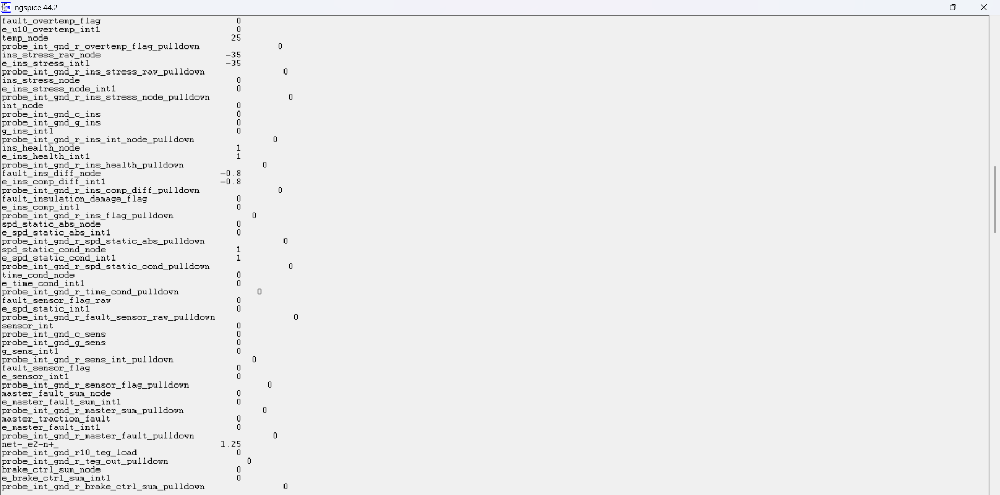 ngspice 44.2
fault_overtemp_flag 0
e_u10_overtemp_int1 0
temp_node 25
probe_int_gnd_r_overtemp_flag_pulldown 0
ins_stress_raw_node -35
e_ins_stress_int1 -35
probe_int_gnd_r_ins_stress_raw_pulldown 0
ins_stress_node 0
e_ins_stress_node_int1 0
probe_int_gnd_r_ins_stress_node_pulldown 0
int_node 0
probe_int_gnd_c_ins 0
probe_int_gnd_g_ins 0
g_ins_int1 0
probe_int_gnd_r_ins_int_node_pulldown 0
ins_health_node 1
e_ins_health_int1 1
probe_int_gnd_r_ins_health_pulldown 0
fault_ins_diff_node -0.8
e_ins_comp_diff_int1 -0.8
probe_int_gnd_r_ins_comp_diff_pulldown 0
fault_insulation_damage_flag 0
e_ins_comp_int1 0
probe_int_gnd_r_ins_flag_pulldown 0
spd_static_abs_node 0
e_spd_static_abs_int1 0
probe_int_gnd_r_spd_static_abs_pulldown 0
spd_static_cond_node 1
e_spd_static_cond_int1 1
probe_int_gnd_r_spd_static_cond_pulldown 0
time_cond_node 0
e_time_cond_int1 0
probe_int_gnd_r_time_cond_pulldown 0
fault_sensor_flag_raw 0
e_spd_static_int1 0
probe_int_gnd_r_fault_sensor_raw_pulldown 0
sensor_int 0
probe_int_gnd_c_sens 0
probe_int_gnd_g_sens 0
g_sens_int1 0
probe_int_gnd_r_sens_int_pulldown 0
fault_sensor_flag 0
e_sensor_int1 0
probe_int_gnd_r_sensor_flag_pulldown 0
master_fault_sum_node 0
e_master_fault_sum_int1 0
probe_int_gnd_r_master_sum_pulldown 0
master_traction_fault 0
e_master_fault_int1 0
probe_int_gnd_r_master_fault_pulldown 0
net-_e2-n+_ 1.25
probe_int_gnd_r10_teg_load 0
probe_int_gnd_r_teg_out_pulldown 0
brake_ctrl_sum_node 0
e_brake_ctrl_sum_int1 0
probe_int_gnd_r_brake_ctrl_sum_pulldown 0